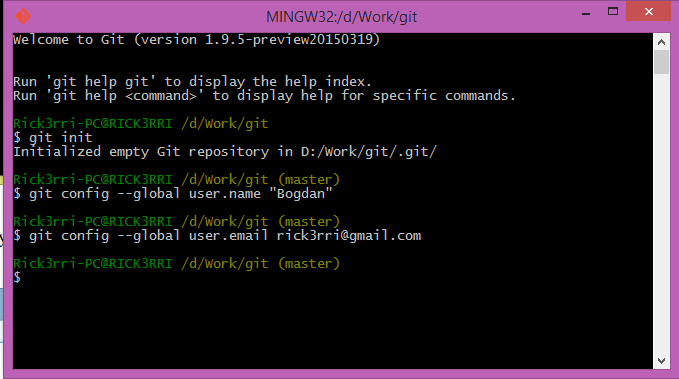 MINGW32:/d/Work/git
Welcome to Git (version 1.9.5-preview20150319)
Run 'git help git' to display the help index.
Run 'git help <command>' to display help for specific commands.
Rick3rri-PC@RICK3RRI /d/Work/git
$ git init
Initialized empty Git repository in D:/Work/git/.git/
Rick3rri-PC@RICK3RRI /d/Work/git (master)
$ git config --global user.name "Bogdan"
Rick3rri-PC@RICK3RRI /d/Work/git (master)
$ git config --global user.email rick3rri@gmail.com
Rick3rri-PC@RICK3RRI /d/Work/git (master)
$